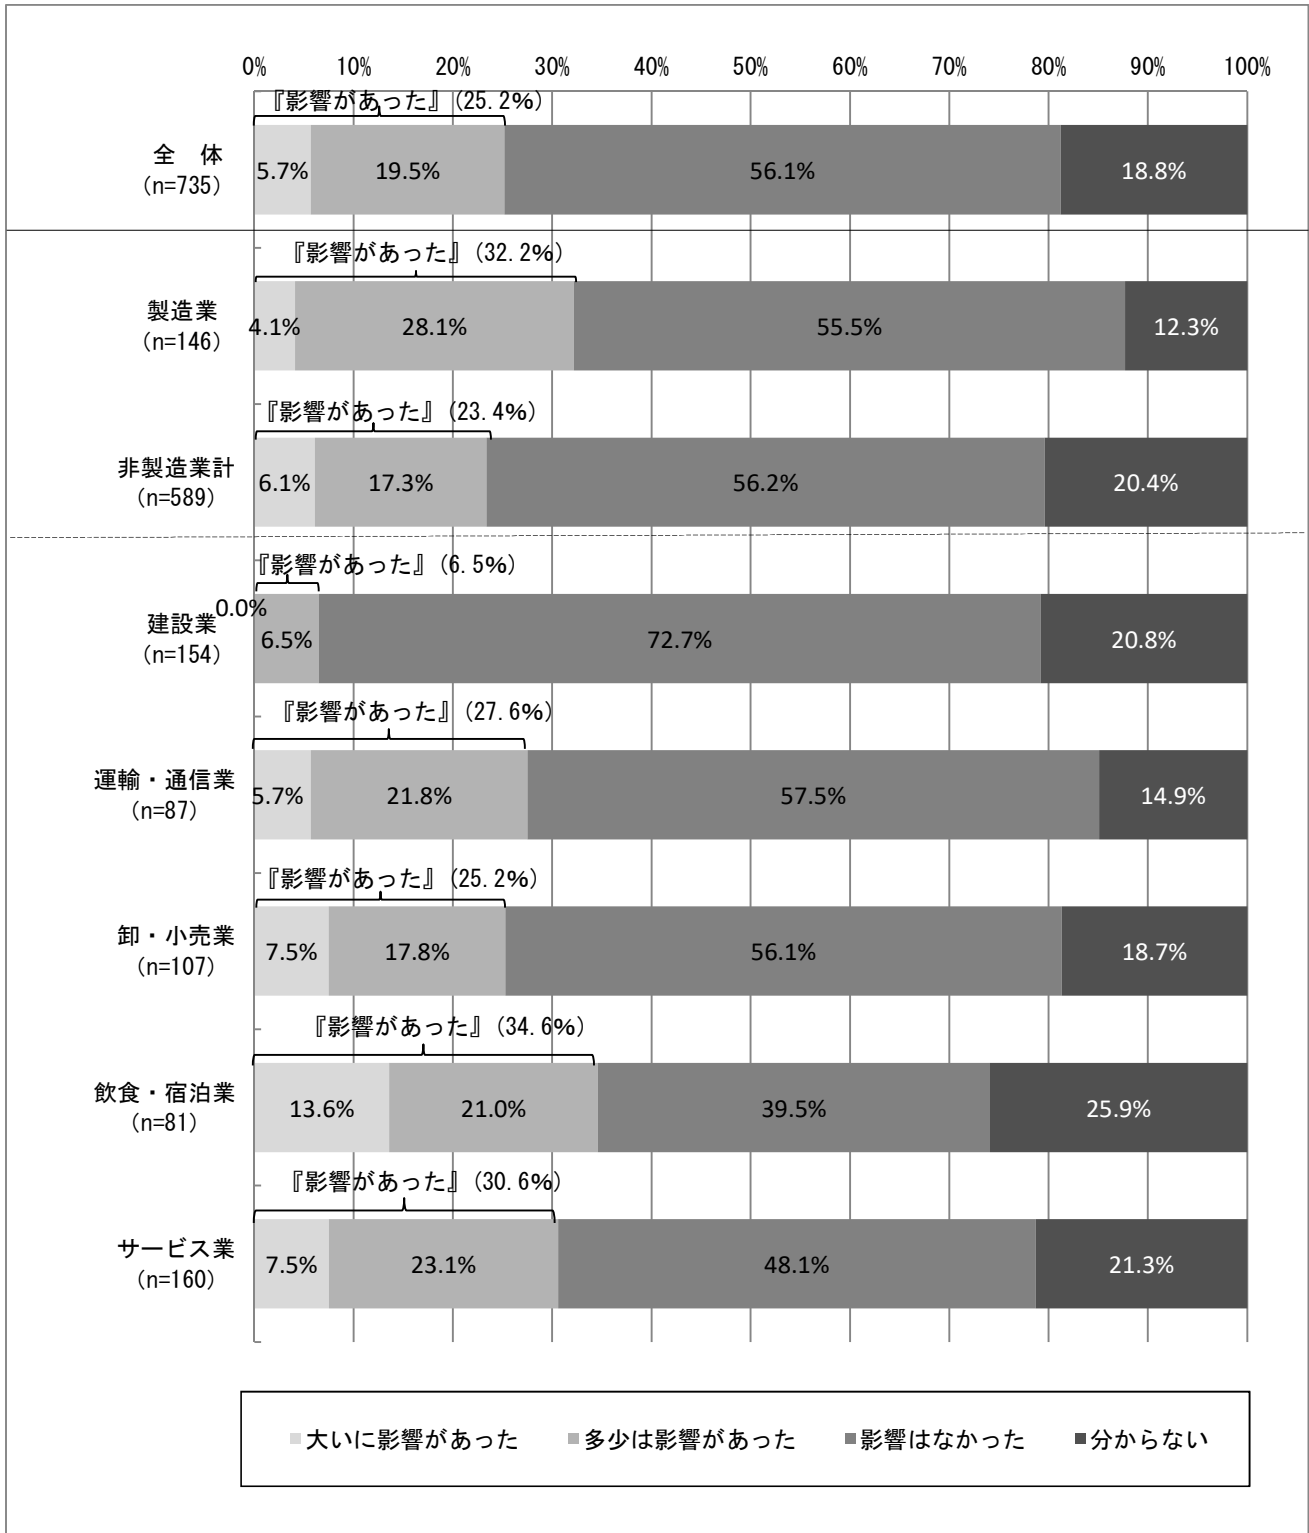 0% 10% 20% 30% 40% 50% 60% 70% 80% 90% 100%
『影響があった』(25.2%)
全 体
(n=735)
5.7% 19.5% 56.1% 18.8%
『影響があった』(32.2%)
製造業
(n=146)
4.1% 28.1% 55.5% 12.3%
『影響があった』(23.4%)
非製造業計
(n=589)
6.1% 17.3% 56.2% 20.4%
『影響があった』(6.5%)
建設業
(n=154)
0.0% 6.5% 72.7% 20.8%
『影響があった』(27.6%)
運輸・通信業
(n=87)
5.7% 21.8% 57.5% 14.9%
『影響があった』(25.2%)
卸・小売業
(n=107)
7.5% 17.8% 56.1% 18.7%
『影響があった』(34.6%)
飲食・宿泊業
(n=81)
13.6% 21.0% 39.5% 25.9%
『影響があった』(30.6%)
サービス業
(n=160)
7.5% 23.1% 48.1% 21.3%
大いに影響があった 多少は影響があった 影響はなかった 分からない